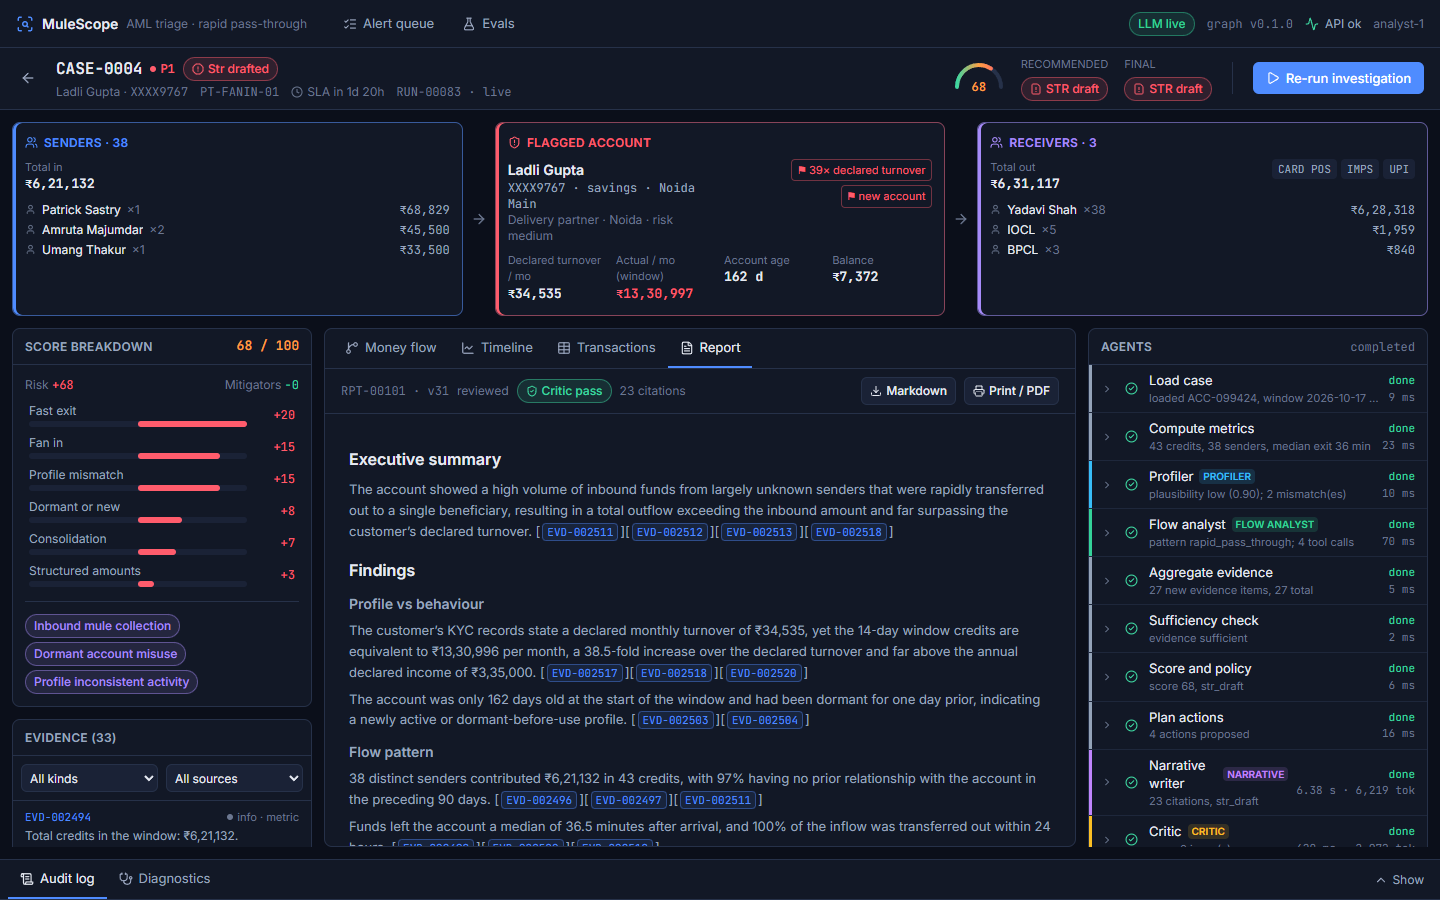 MuleScope AML triage · rapid pass-through Alert queue Evals LLM live graph v0.1.0 API ok analyst-1
CASE-0004 P1 Str drafted
Ladli Gupta · XXXX9767 PT-FANIN-01 SLA in 1d 20h RUN-00083 · live
68
RECOMMENDED
STR draft
FINAL
STR draft
Re-run investigation
SENDERS · 38
Total in
₹6,21,132
Patrick Sastry ×1 ₹68,829
Amruta Majumdar ×2 ₹45,500
Umang Thakur ×1 ₹33,500
FLAGGED ACCOUNT
Ladli Gupta
XXXX9767 · savings · Noida
Main
Delivery partner · Noida · risk
medium
39× declared turnover
new account
Declared turnover
/ mo
₹34,535
Actual / mo
(window)
₹13,30,997
Account age
162 d
Balance
₹7,372
RECEIVERS · 3
Total out
₹6,31,117
CARD POS IMPS UPI
Yadavi Shah ×38 ₹6,28,318
IOCL ×5 ₹1,959
BPCL ×3 ₹840
SCORE BREAKDOWN 68 / 100
Risk +68 Mitigators -0
Fast exit +20
Fan in +15
Profile mismatch +15
Dormant or new +8
Consolidation +7
Structured amounts +3
Inbound mule collection
Dormant account misuse
Profile inconsistent activity
EVIDENCE (33)
All kinds All sources
EVD-002494 info · metric
Total credits in the window: ₹6,21,132.
Money flow Timeline Transactions Report
RPT-00101 · v31 reviewed Critic pass 23 citations Markdown Print / PDF
Executive summary
The account showed a high volume of inbound funds from largely unknown senders that were rapidly transferred
out to a single beneficiary, resulting in a total outflow exceeding the inbound amount and far surpassing the
customer’s declared turnover. [EVD-002511][EVD-002512][EVD-002513][EVD-002518]
Findings
Profile vs behaviour
The customer’s KYC records state a declared monthly turnover of ₹34,535, yet the 14-day window credits are
equivalent to ₹13,30,996 per month, a 38.5-fold increase over the declared turnover and far above the annual
declared income of ₹3,35,000. [EVD-002517][EVD-002518][EVD-002520]
The account was only 162 days old at the start of the window and had been dormant for one day prior, indicating
a newly active or dormant-before-use profile. [EVD-002503][EVD-002504]
Flow pattern
38 distinct senders contributed ₹6,21,132 in 43 credits, with 97% having no prior relationship with the account in
the preceding 90 days. [EVD-002496][EVD-002497][EVD-002511]
Funds left the account a median of 36.5 minutes after arrival, and 100% of the inflow was transferred out within 24
AGENTS completed
Load case done
loaded ACC-099424, window 2026-10-17 ... 9 ms
Compute metrics done
43 credits, 38 senders, median exit 36 min 23 ms
Profiler PROFILER done
plausibility low (0.90); 2 mismatch(es) 10 ms
Flow analyst FLOW ANALYST done
pattern rapid_pass_through; 4 tool calls 70 ms
Aggregate evidence done
27 new evidence items, 27 total 5 ms
Sufficiency check done
evidence sufficient 2 ms
Score and policy done
score 68, str_draft 6 ms
Plan actions done
4 actions proposed 16 ms
Narrative
writer NARRATIVE done
23 citations, str_draft 6.38 s · 6,219 tok
Critic CRITIC done
Audit log Diagnostics Show